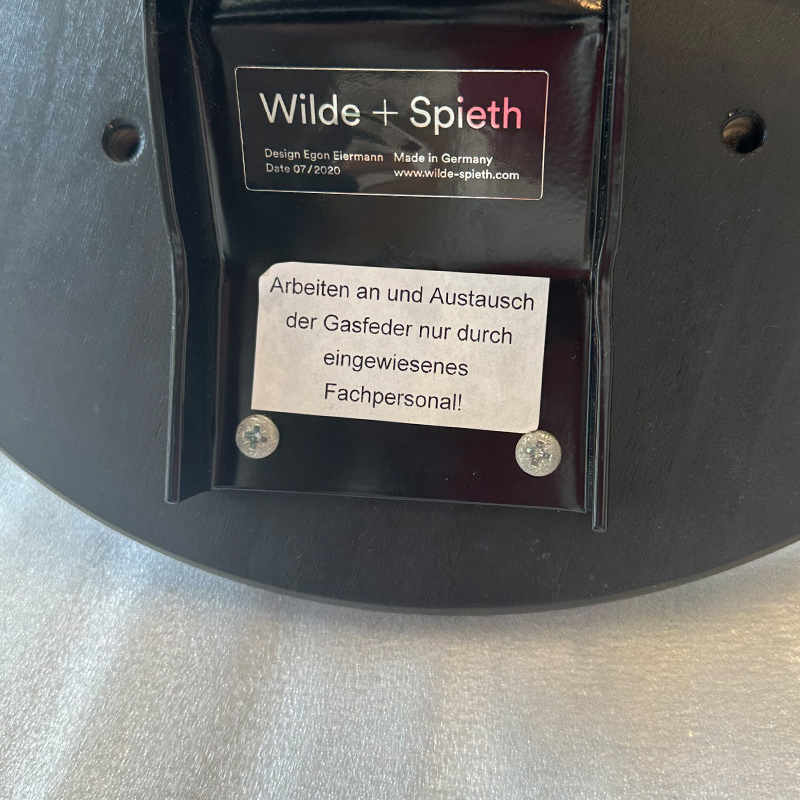 Wilde + Spieth
Design Egon Eiermann Made in Germany
Date 07/2020 www.wilde-spieth.com
Arbeiten an und Austausch
der Gasfeder nur durch
eingewiesenes
Fachpersonal!